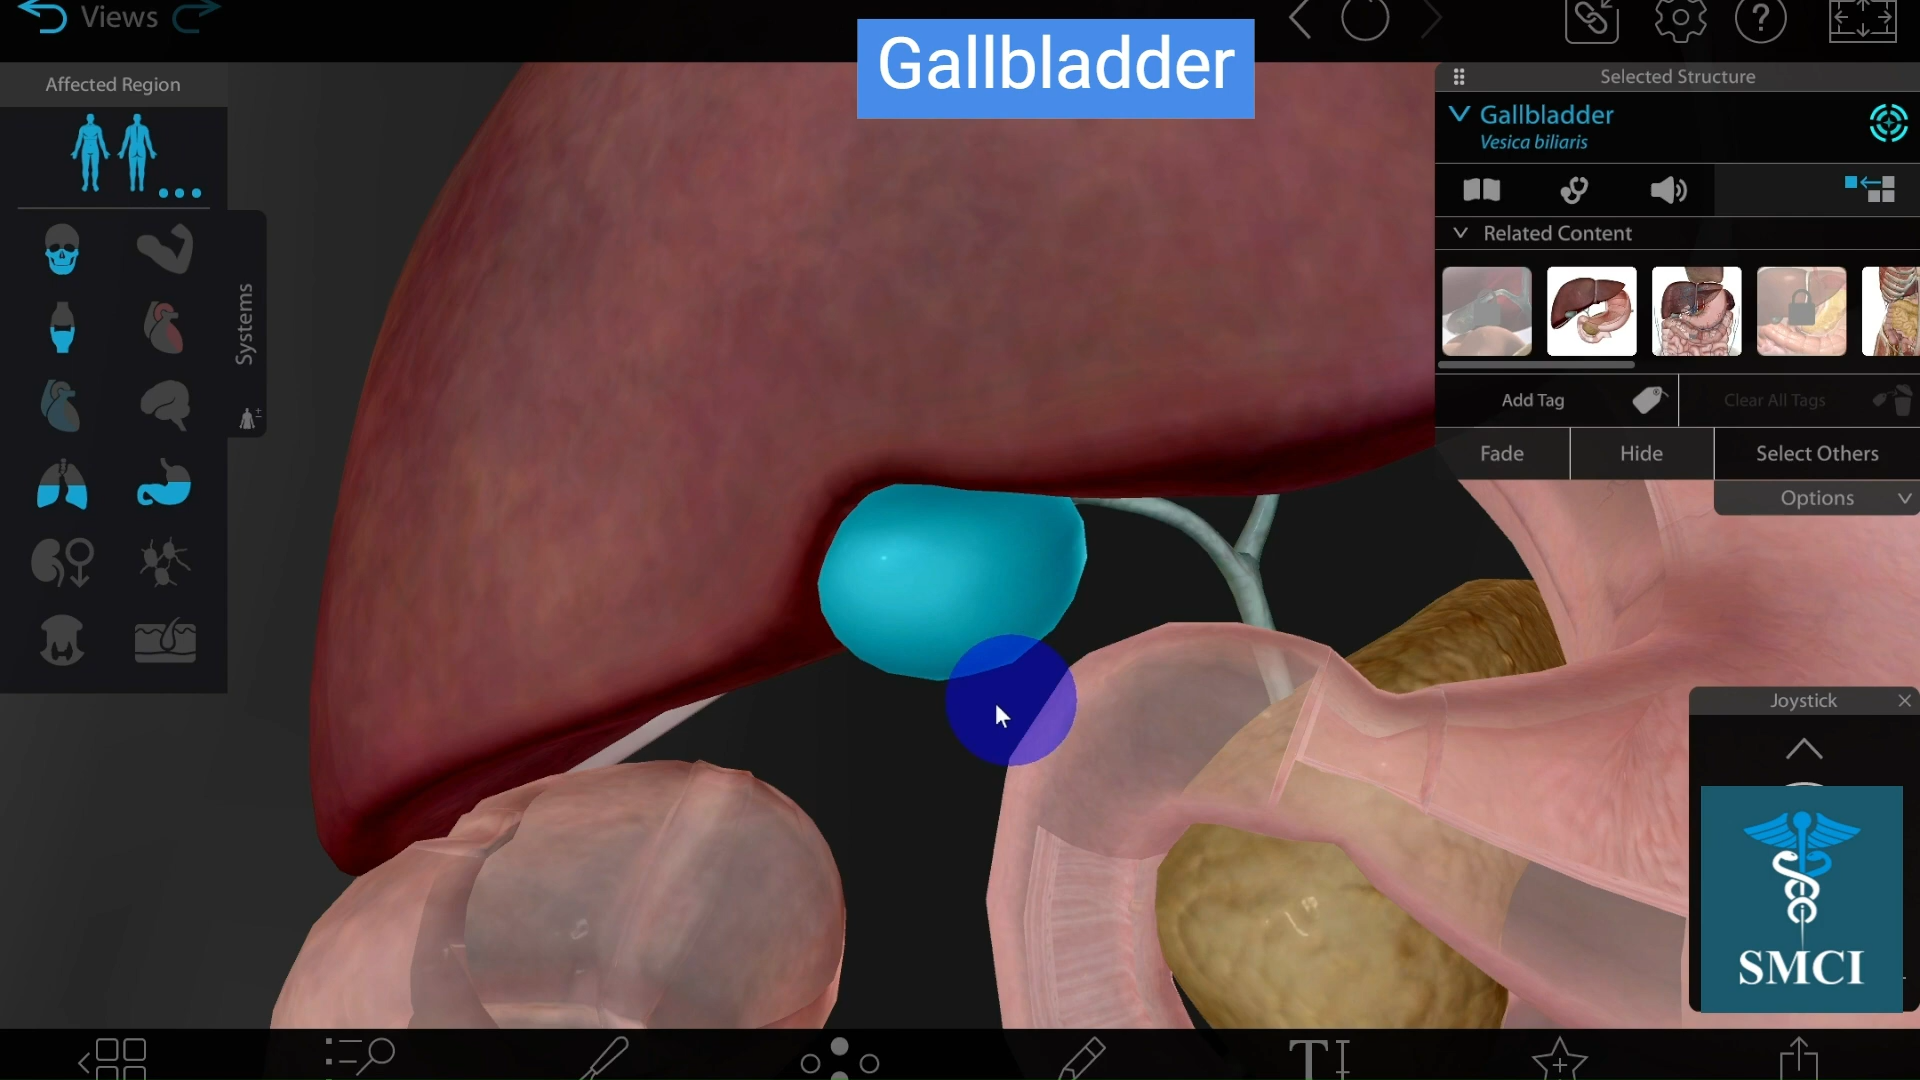 Views
Gallbladder
Affected Region
Systems
Selected Structure
Gallbladder
Vesica biliaris
Related Content
Add Tag
Clear All Tags
Fade
Hide
Select Others
Options
Joystick
SMCI